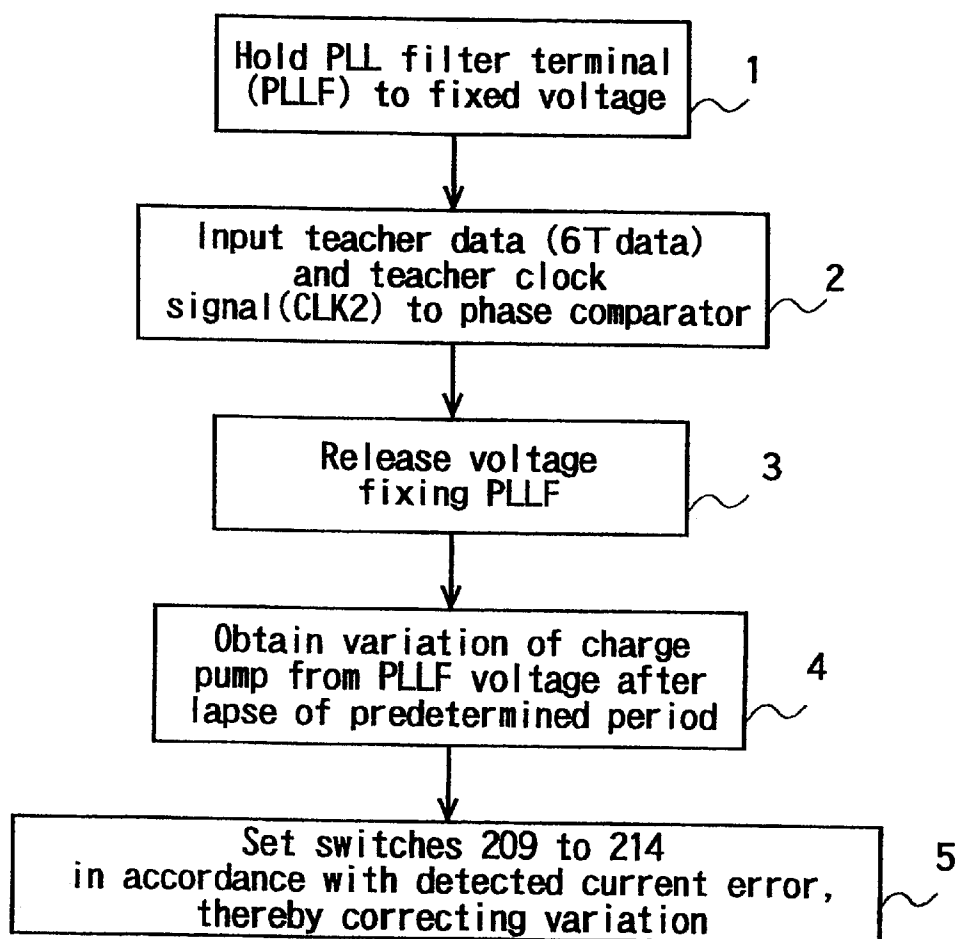 Hold PLL filter terminal
(PLLF) to fixed voltage
1
Input teacher data (6T data)
and teacher clock
signal(CLK2) to phase comparator
2
Release voltage
fixing PLLF
3
Obtain variation of charge
pump from PLLF voltage after
lapse of predetermined period
4
Set switches 209 to 214
in accordance with detected current error,
thereby correcting variation
5